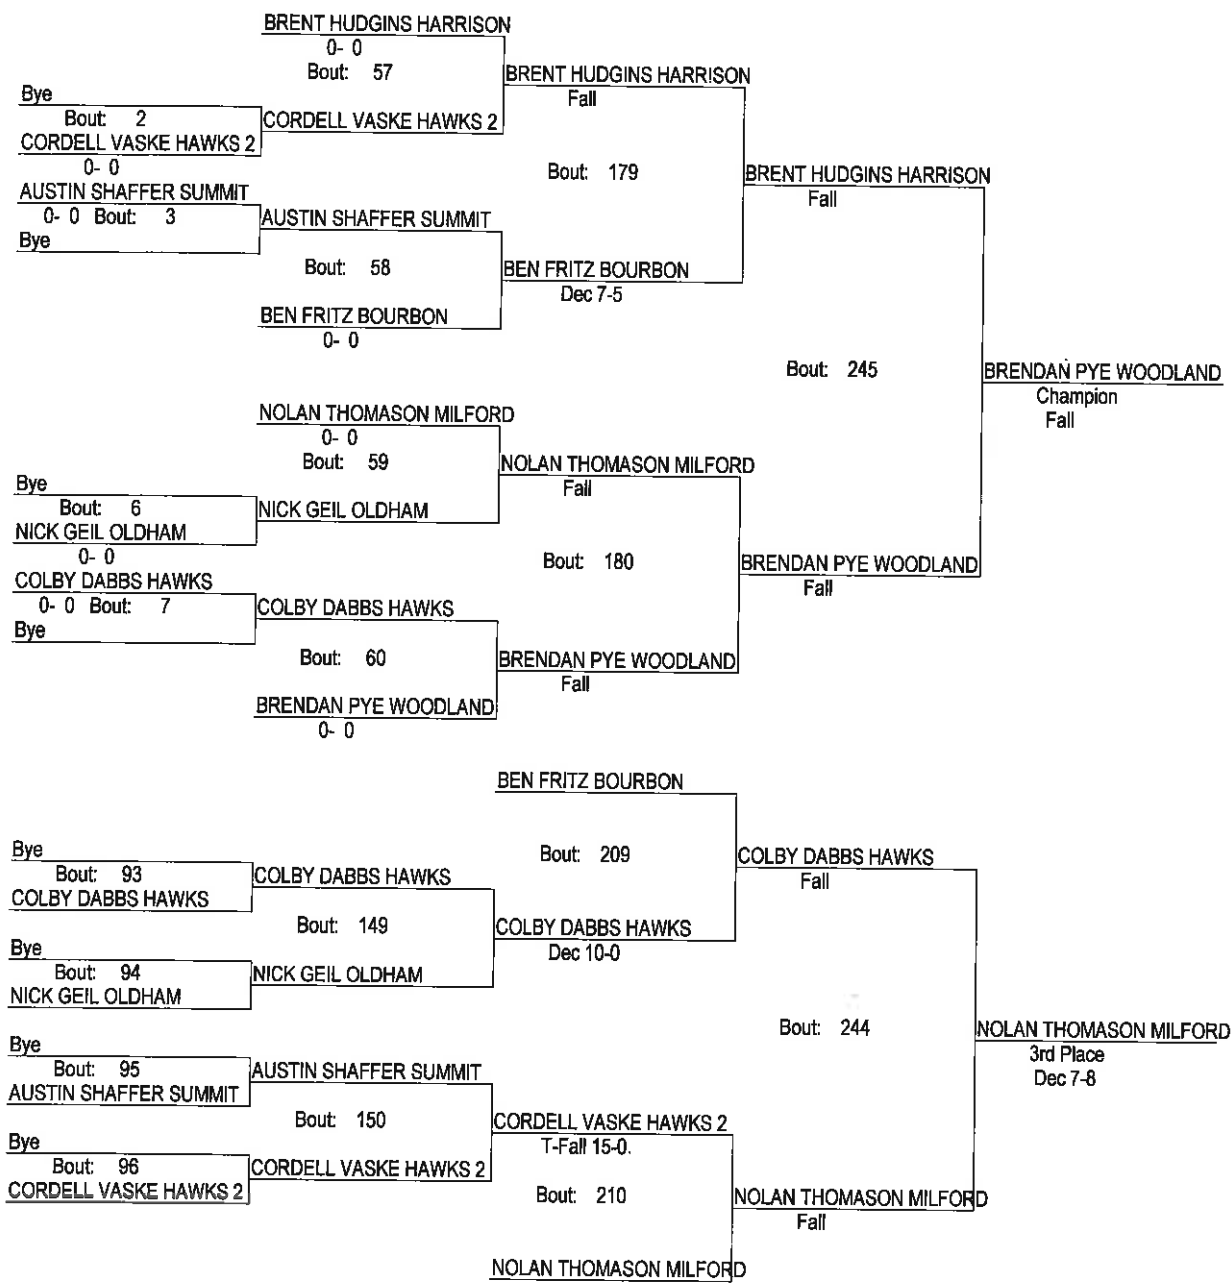 BRENT HUDGINS HARRISON
0- 0
Bout: 57
BRENT HUDGINS HARRISON
Fall
Bye
Bout: 2
CORDELL VASKE HAWKS 2
CORDELL VASKE HAWKS 2
0- 0
Bout: 179
BRENT HUDGINS HARRISON
Fall
AUSTIN SHAFFER SUMMIT
0- 0 Bout: 3
AUSTIN SHAFFER SUMMIT
Bye
Bout: 58
BEN FRITZ BOURBON
Dec 7-5
BEN FRITZ BOURBON
0- 0
Bout: 245
BRENDAN PYE WOODLAND
Champion
Fall
NOLAN THOMASON MILFORD
0- 0
Bout: 59
NOLAN THOMASON MILFORD
Fall
Bye
Bout: 6
NICK GEIL OLDHAM
NICK GEIL OLDHAM
0- 0
Bout: 180
BRENDAN PYE WOODLAND
Fall
COLBY DABBS HAWKS
0- 0 Bout: 7
COLBY DABBS HAWKS
Bye
Bout: 60
BRENDAN PYE WOODLAND
Fall
BRENDAN PYE WOODLAND
0- 0
BEN FRITZ BOURBON
Bye
Bout: 93
COLBY DABBS HAWKS
COLBY DABBS HAWKS
Bout: 209
COLBY DABBS HAWKS
Fall
Bout: 149
COLBY DABBS HAWKS
Dec 10-0
Bye
Bout: 94
NICK GEIL OLDHAM
NICK GEIL OLDHAM
Bout: 244
NOLAN THOMASON MILFORD
3rd Place
Dec 7-8
Bye
Bout: 95
AUSTIN SHAFFER SUMMIT
AUSTIN SHAFFER SUMMIT
Bout: 150
CORDELL VASKE HAWKS 2
T-Fall 15-0.
Bye
Bout: 96
CORDELL VASKE HAWKS 2
CORDELL VASKE HAWKS 2
Bout: 210
NOLAN THOMASON MILFORD
Fall
NOLAN THOMASON MILFORD